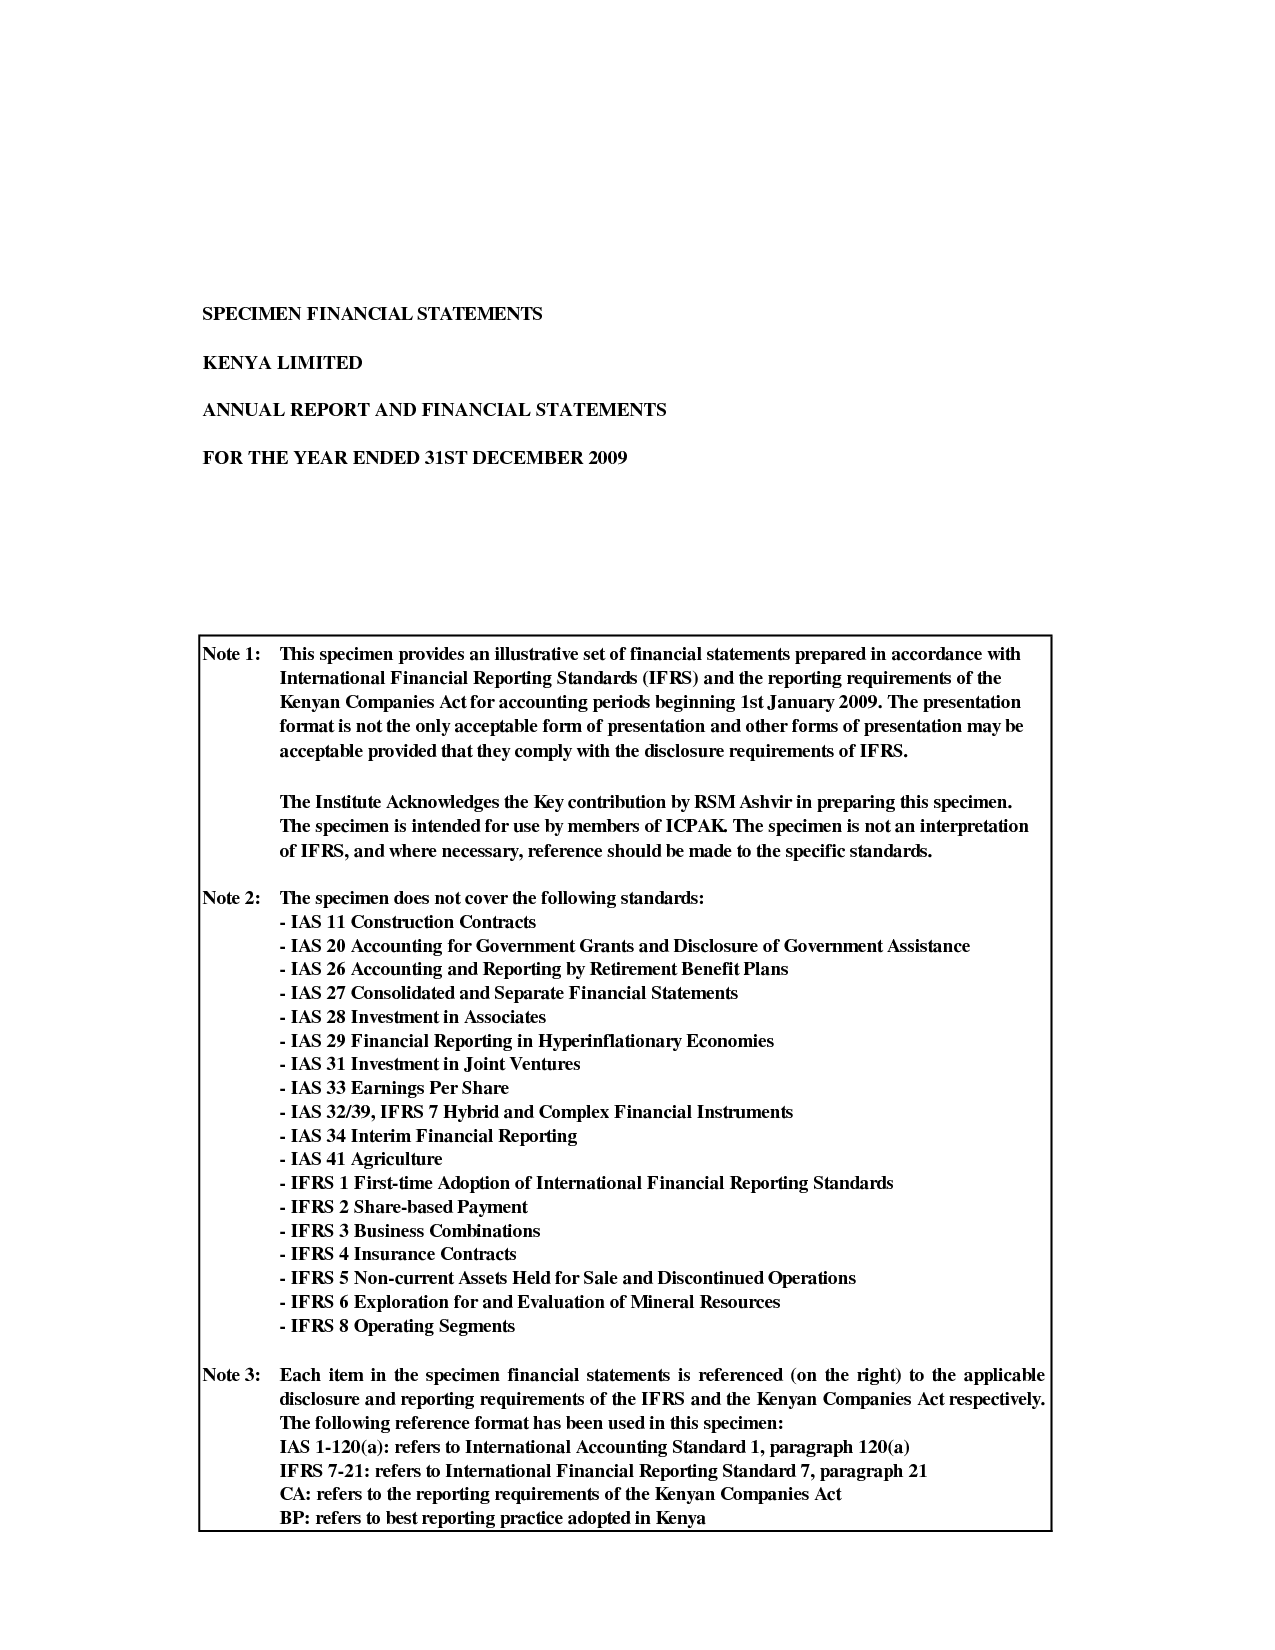 SPECIMEN FINANCIAL STATEMENTS
KENYA LIMITED
ANNUAL REPORT AND FINANCIAL STATEMENTS
FOR THE YEAR ENDED 31ST DECEMBER 2009
Note 1: This specimen provides an illustrative set of financial statements prepared in accordance with
International Financial Reporting Standards (IFRS) and the reporting requirements of the
Kenyan Companies Act for accounting periods beginning 1st January 2009. The presentation
format is not the only acceptable form of presentation and other forms of presentation may be
acceptable provided that they comply with the disclosure requirements of IFRS.
The Institute Acknowledges the Key contribution by RSM Ashvir in preparing this specimen.
The specimen is intended for use by members of ICPAK. The specimen is not an interpretation
of IFRS, and where necessary, reference should be made to the specific standards.
Note 2: The specimen does not cover the following standards:
- IAS 11 Construction Contracts
- IAS 20 Accounting for Government Grants and Disclosure of Government Assistance
- IAS 26 Accounting and Reporting by Retirement Benefit Plans
- IAS 27 Consolidated and Separate Financial Statements
- IAS 28 Investment in Associates
- IAS 29 Financial Reporting in Hyperinflationary Economies
- IAS 31 Investment in Joint Ventures
- IAS 33 Earnings Per Share
- IAS 32/39, IFRS 7 Hybrid and Complex Financial Instruments
- IAS 34 Interim Financial Reporting
- IAS 41 Agriculture
- IFRS 1 First-time Adoption of International Financial Reporting Standards
- IFRS 2 Share-based Payment
- IFRS 3 Business Combinations
- IFRS 4 Insurance Contracts
- IFRS 5 Non-current Assets Held for Sale and Discontinued Operations
- IFRS 6 Exploration for and Evaluation of Mineral Resources
- IFRS 8 Operating Segments
Note 3: Each item in the specimen financial statements is referenced (on the right) to the applicable
disclosure and reporting requirements of the IFRS and the Kenyan Companies Act respectively.
The following reference format has been used in this specimen:
IAS 1-120(a): refers to International Accounting Standard 1, paragraph 120(a)
IFRS 7-21: refers to International Financial Reporting Standard 7, paragraph 21
CA: refers to the reporting requirements of the Kenyan Companies Act
BP: refers to best reporting practice adopted in Kenya